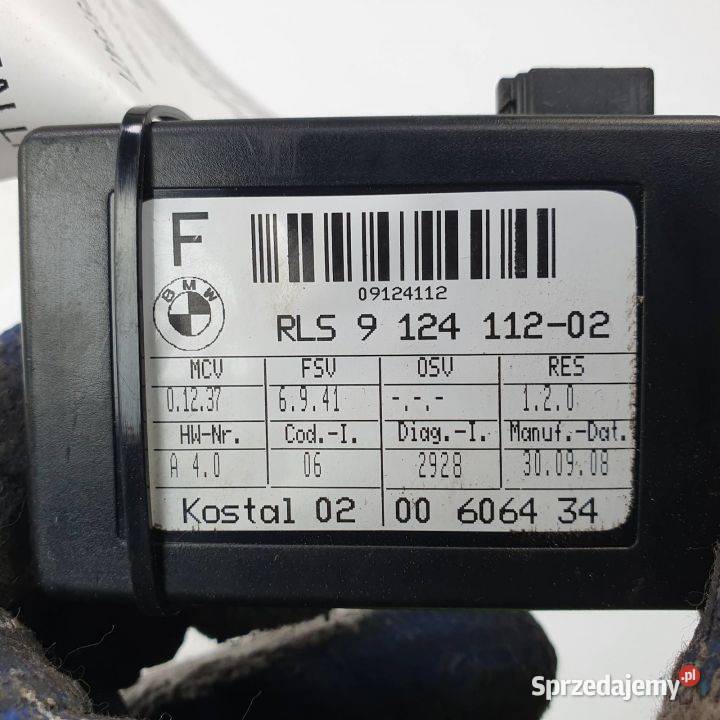 F
09124112
BMW
RLS 9 124 112-02
MCV FSV OSV RES
0.12.37 6.9.41 -.-.- 1.2.0
HW-Nr. Cod.-I. Diag.-I. Manuf.-Dat.
A 4.0 06 2928 30.09.08
Kostal 02 00 6064 34
Sprzedajemy.pl